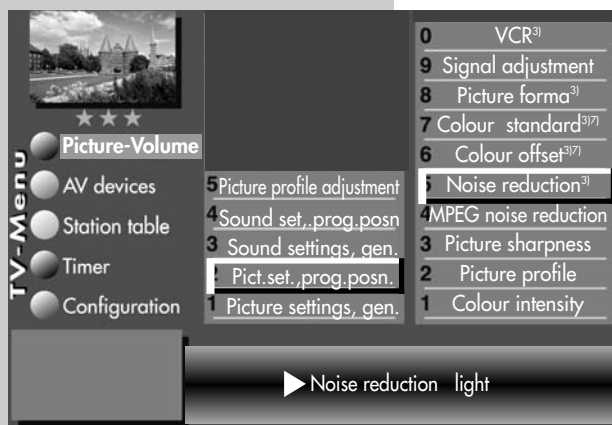 TV-Menu
Picture-Volume
AV devices
Station table
Timer
Configuration
5 Picture profile adjustment
4 Sound set,.prog.posn
3 Sound settings, gen.
2 Pict.set.,prog.posn.
1 Picture settings, gen.
0 VCR3)
9 Signal adjustment
8 Picture forma3)
7 Colour standard3)7)
6 Colour offset3)7)
5 Noise reduction3)
4 MPEG noise reduction
3 Picture sharpness
2 Picture profile
1 Colour intensity
Noise reduction light